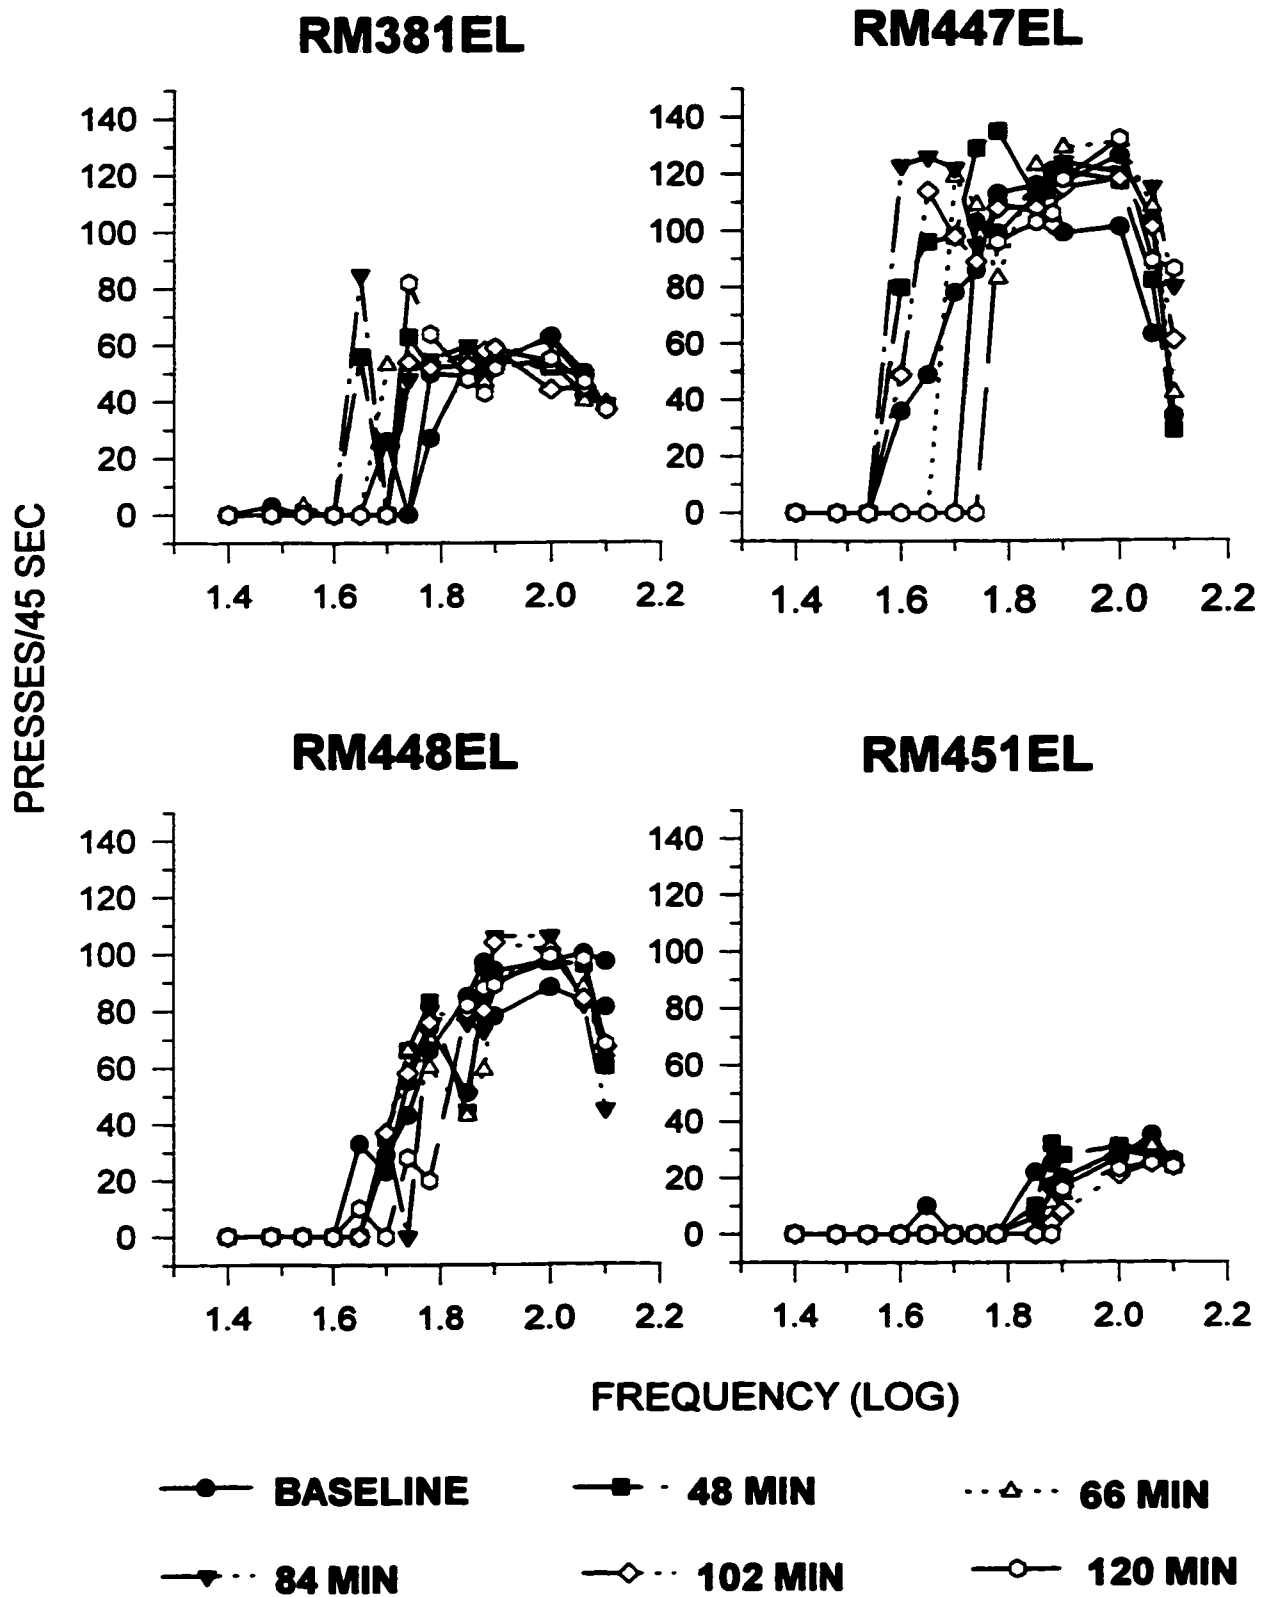 RM381EL
RM447EL
140
120
100
80
60
40
20
0
1.4 1.6 1.8 2.0 2.2
140
120
100
80
60
40
20
0
1.4 1.6 1.8 2.0 2.2
PRESSES/45 SEC
RM448EL
RM451EL
140
120
100
80
60
40
20
0
1.4 1.6 1.8 2.0 2.2
140
120
100
80
60
40
20
0
1.4 1.6 1.8 2.0 2.2
FREQUENCY (LOG)
BASELINE 48 MIN 66 MIN
84 MIN 102 MIN 120 MIN